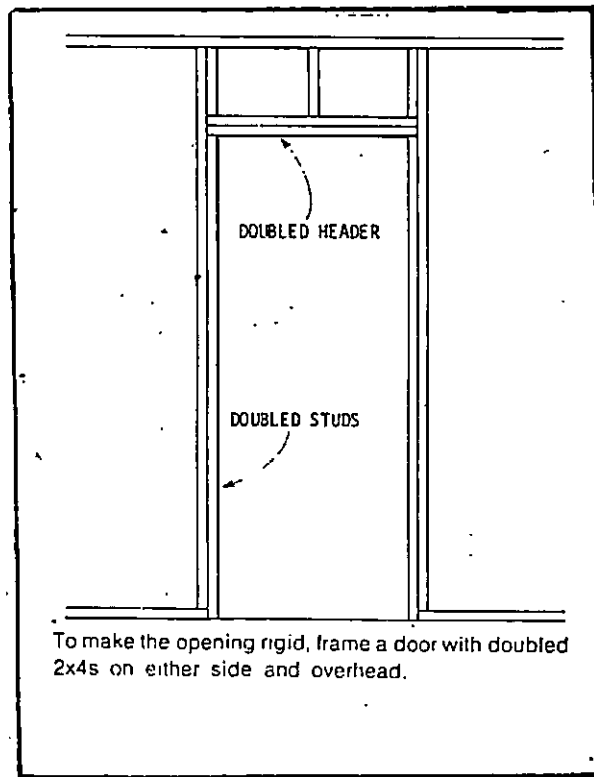 DOUBLED HEADER
DOUBLED STUDS
To make the opening rigid, frame a door with doubled
2x4s on either side and overhead.